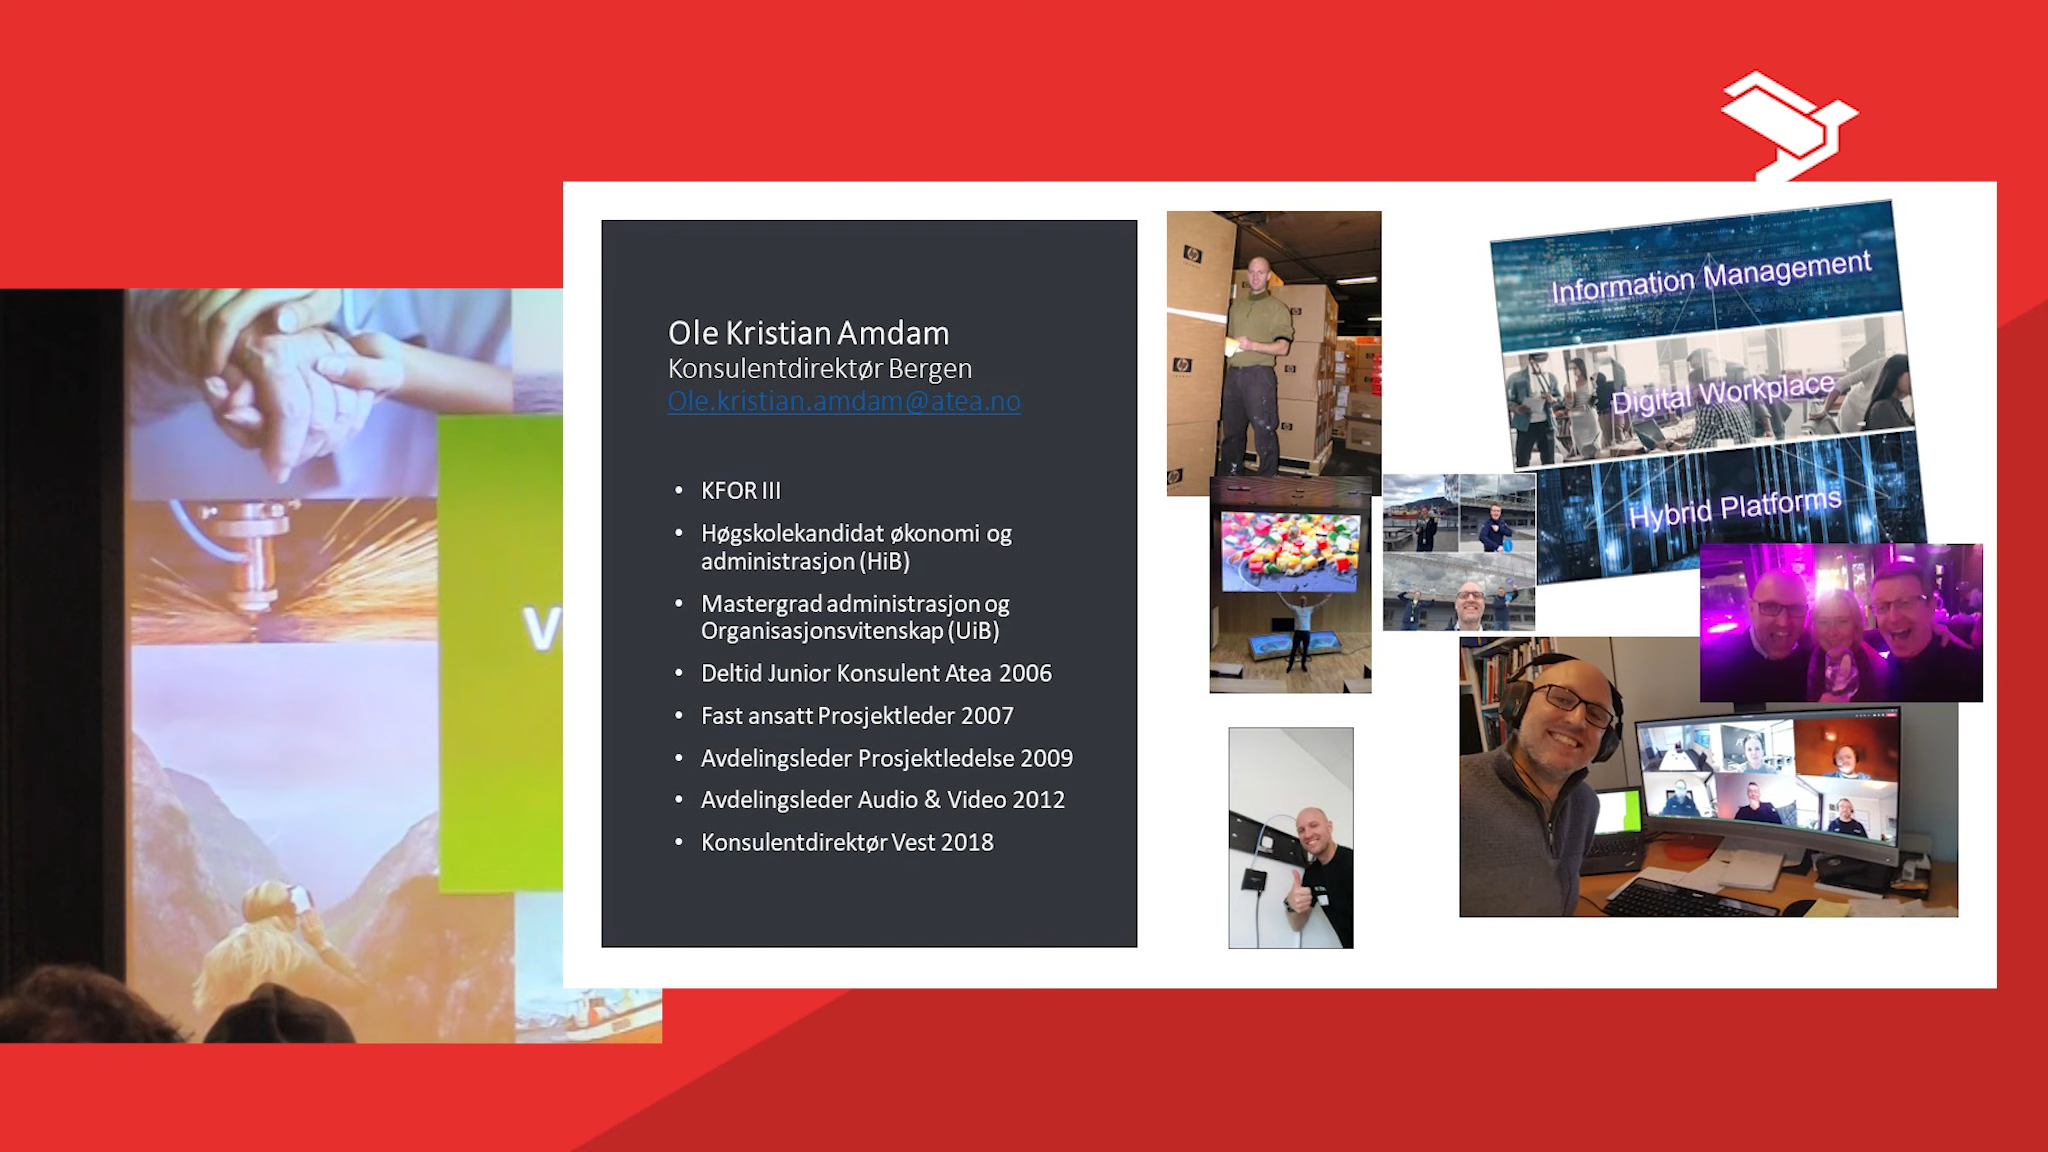 Ole Kristian Amdam
Konsulentdirektør Bergen
Ole.kristian.amdam@atea.no
• KFOR III
• Høgskolekandidat økonomi og
administrasjon (HiB)
• Mastergrad administrasjon og
Organisasjonsvitenskap (UiB)
• Deltid Junior Konsulent Atea 2006
• Fast ansatt Prosjektleder 2007
• Avdelingsleder Prosjektledelse 2009
• Avdelingsleder Audio & Video 2012
• Konsulentdirektør Vest 2018
Information Management
Digital Workplace
Hybrid Platforms
V
hp
hp